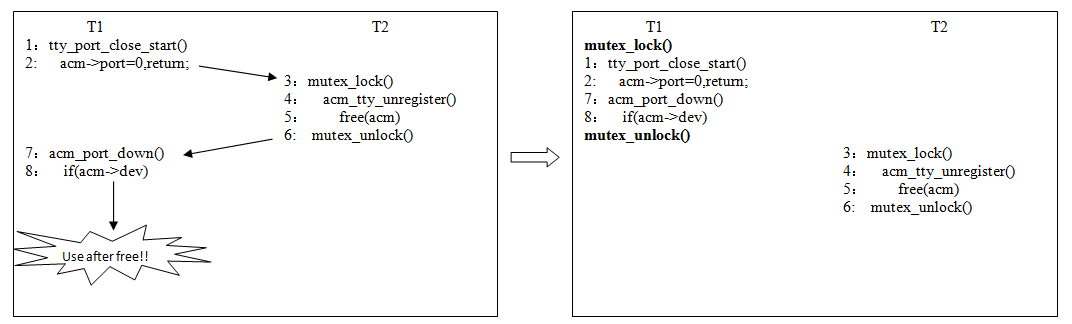 T1 T2
1：tty_port_close_start()
2: acm->port=0,return;
3：mutex_lock()
4： acm_tty_unregister()
5： free(acm)
6: mutex_unlock()
7：acm_port_down()
8： if(acm->dev)
Use after free!!
T1 T2
mutex_lock()
1：tty_port_close_start()
2: acm->port=0,return;
7：acm_port_down()
8： if(acm->dev)
mutex_unlock()
3：mutex_lock()
4： acm_tty_unregister()
5： free(acm)
6: mutex_unlock()